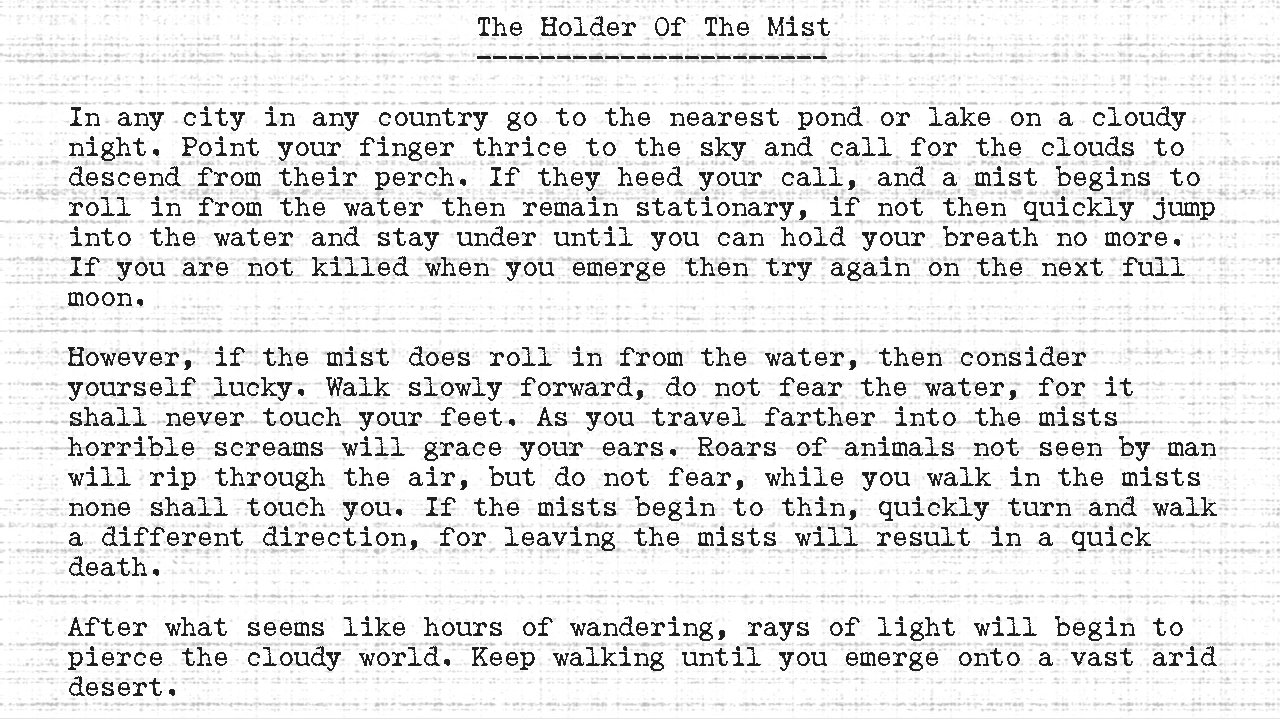 The Holder Of The Mist
----------------------
In any city in any country go to the nearest pond or lake on a cloudy
night. Point your finger thrice to the sky and call for the clouds to
descend from their perch. If they heed your call, and a mist begins to
roll in from the water then remain stationary, if not then quickly jump
into the water and stay under until you can hold your breath no more.
If you are not killed when you emerge then try again on the next full
moon.
However, if the mist does roll in from the water, then consider
yourself lucky. Walk slowly forward, do not fear the water, for it
shall never touch your feet. As you travel farther into the mists
horrible screams will grace your ears. Roars of animals not seen by man
will rip through the air, but do not fear, while you walk in the mists
none shall touch you. If the mists begin to thin, quickly turn and walk
a different direction, for leaving the mists will result in a quick
death.
After what seems like hours of wandering, rays of light will begin to
pierce the cloudy world. Keep walking until you emerge onto a vast arid
desert.